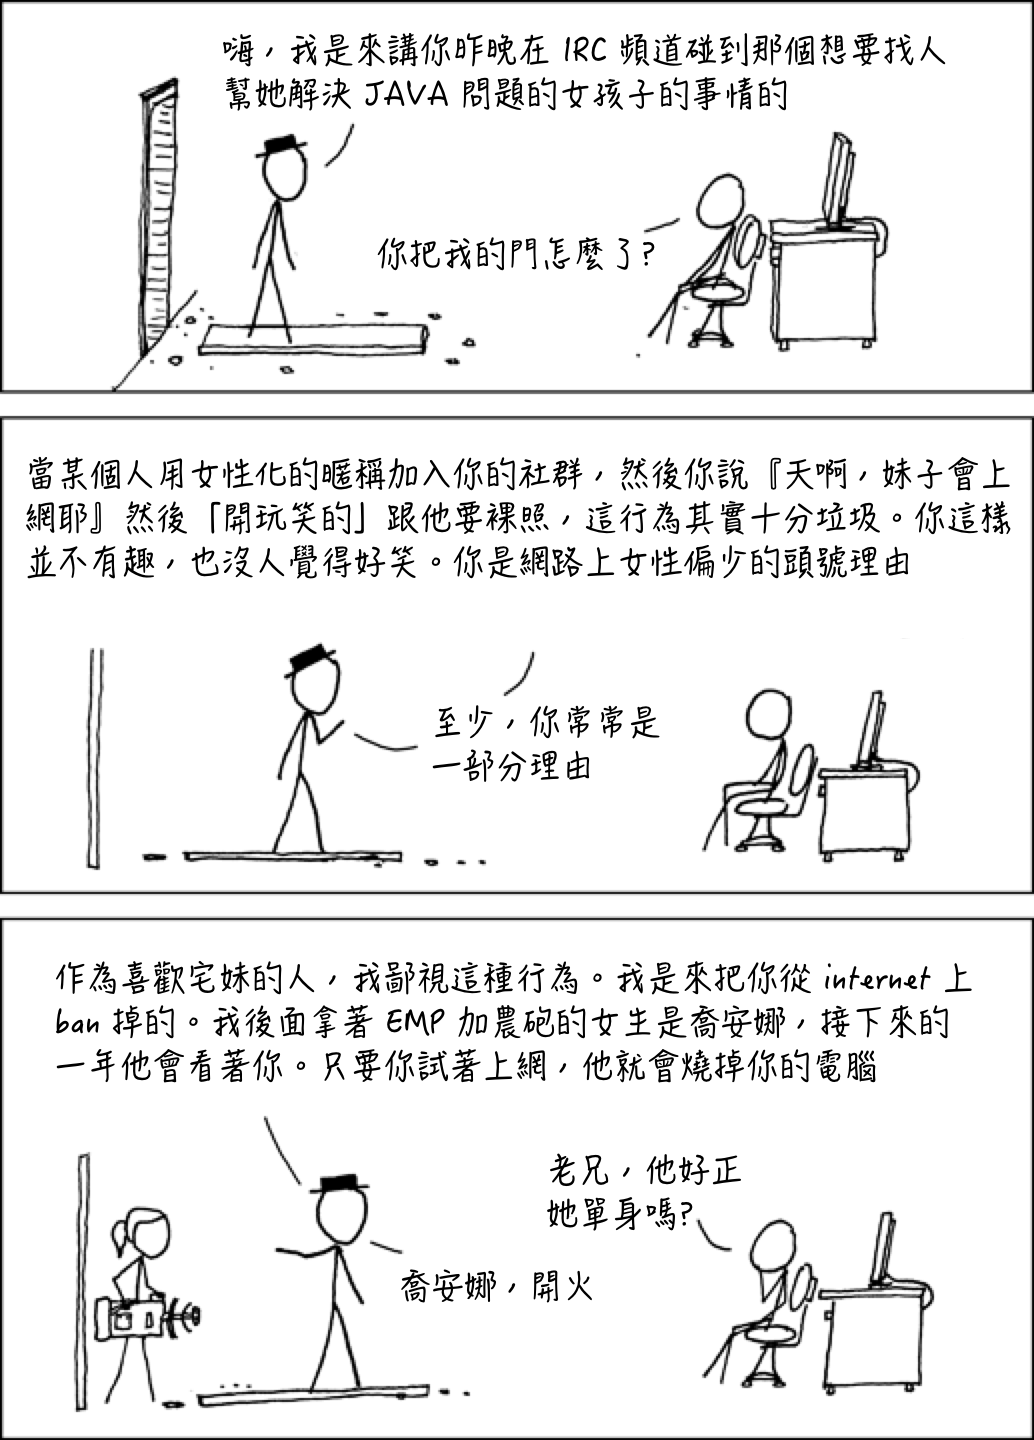 嗨，我是來講你昨晚在 IRC 頻道碰到那個想要找人
幫她解決 JAVA 問題的女孩子的事情的
你把我的門怎麼了？
當某個人用女性化的暱稱加入你的社群，然後你說『天啊，妹子會上
網耶』然後「開玩笑的」跟他要裸照，這行為其實十分垃圾。你這樣
並不有趣，也沒人覺得好笑。你是網路上女性偏少的頭號理由
至少，你常常是
一部分理由
作為喜歡宅妹的人，我鄙視這種行為。我是來把你從 internet 上
ban 掉的。我後面拿著 EMP 加農砲的女生是喬安娜，接下來的
一年他會看著你。只要你試著上網，他就會燒掉你的電腦
老兄，他好正
她單身嗎?
喬安娜，開火